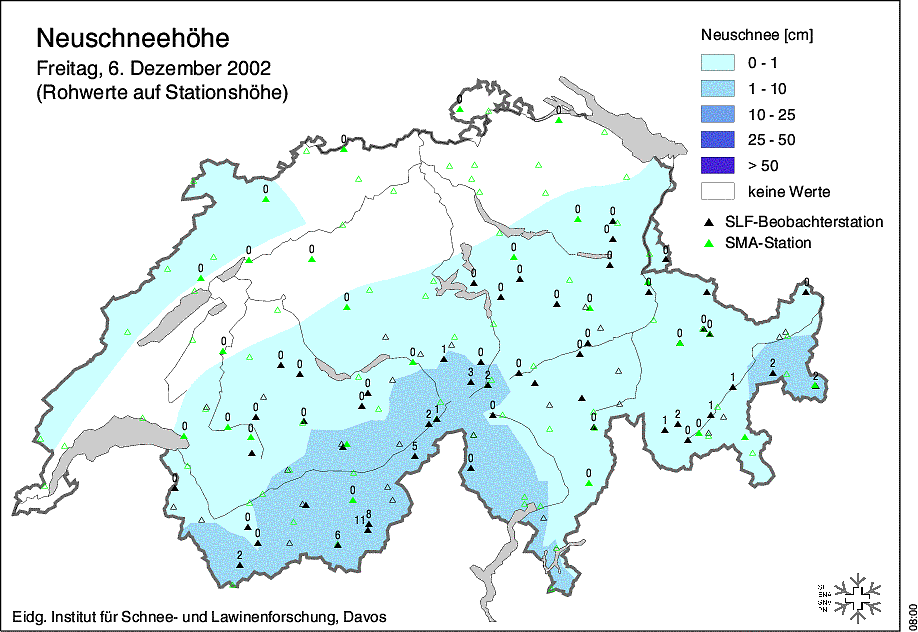 Neuschneehöhe
Freitag, 6. Dezember 2002
(Rohwerte auf Stationshöhe)
Neuschnee [cm]
0 - 1
1 - 10
10 - 25
25 - 50
> 50
keine Werte
SLF-Beobachterstation
SMA-Station
0
0
0
0
0 0
0
0 0
0
0
0 0
0
0
0 0 0
0
0 0
0
0 0
0
0
0
0 1 0
0 0
3 2 0
1 2 2
0
0
0
0 0
2 1 0
0
1
1 2 0 0
0
0
5
0
0
0
0
11 8
0
0
6
2
Eidg. Institut für Schnee- und Lawinenforschung, Davos
08:00